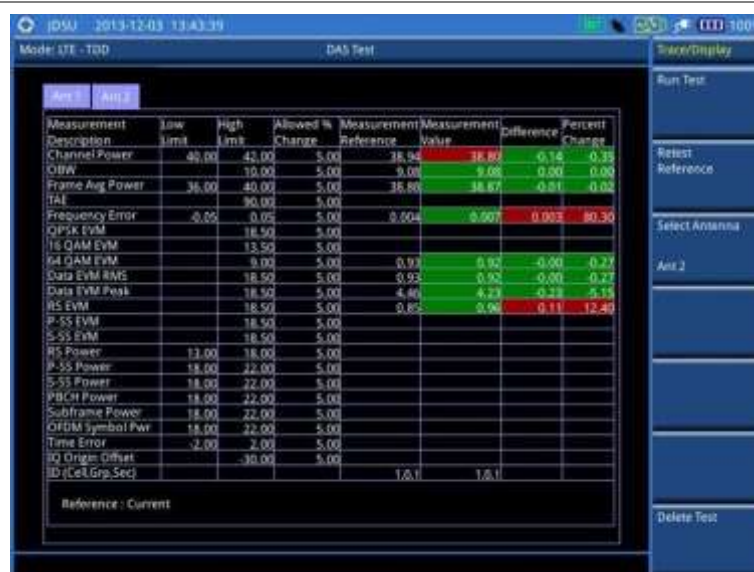 JDSU 2013-12-03 13:43:39 100%
Mode: LTE - TDD DAS Test Trace/Display
Ant 1 Ant 2
Measurement Description Low Limit High Limit Allowed % Change Measurement Reference Measurement Value Difference Percent Change
Channel Power 40.00 42.00 5.00 38.94 38.80 -0.14 -0.35
OBW 10.00 5.00 9.08 9.08 0.00 0.00
Frame Avg Power 36.00 40.00 5.00 -0.01 -0.02
TAE 90.00 5.00
Frequency Error -0.05 0.05 5.00 0.004 0.007 0.003 80.30
QPSK EVM 18.50 5.00
16 QAM EVM 13.50 5.00
64 QAM EVM 9.00 5.00 0.93 0.92 -0.00 -0.27
Data EVM RMS 18.50 5.00 0.93 0.92 -0.00 -0.27
Data EVM Peak 18.50 5.00 4.46 4.23 -0.23 -5.15
RS EVM 18.50 5.00 0.85 0.96 0.11 12.40
P-SS EVM 18.50 5.00
S-SS EVM 18.50 5.00
RS Power 13.00 18.00 5.00
P-SS Power 18.00 22.00 5.00
S-SS Power 18.00 22.00 5.00
PBCH Power 18.00 22.00 5.00
Subframe Power 18.00 22.00 5.00
OFDM Symbol Pwr 18.00 22.00 5.00
Time Error -2.00 2.00 5.00
IQ Origin Offset -30.00 5.00
ID (Cell,Grp,Sec) 1,0,1 1,0,1
Reference : Current
Run Test
Retest Reference
Select Antenna
Ant 2
Delete Test